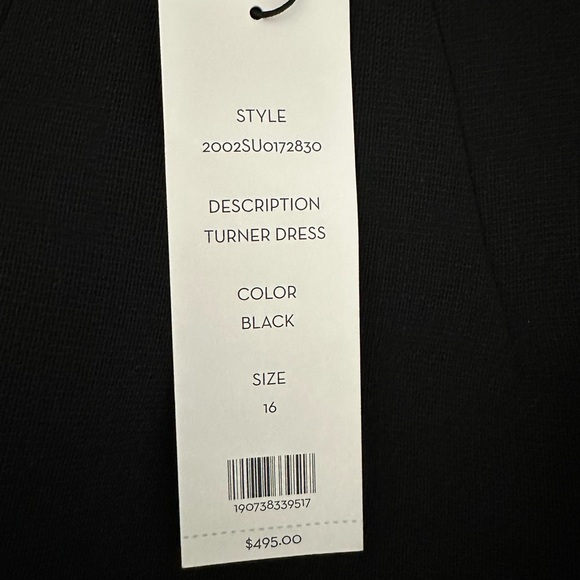 STYLE
2002SU0172830
DESCRIPTION
TURNER DRESS
COLOR
BLACK
SIZE
16
190738339517
$495.00